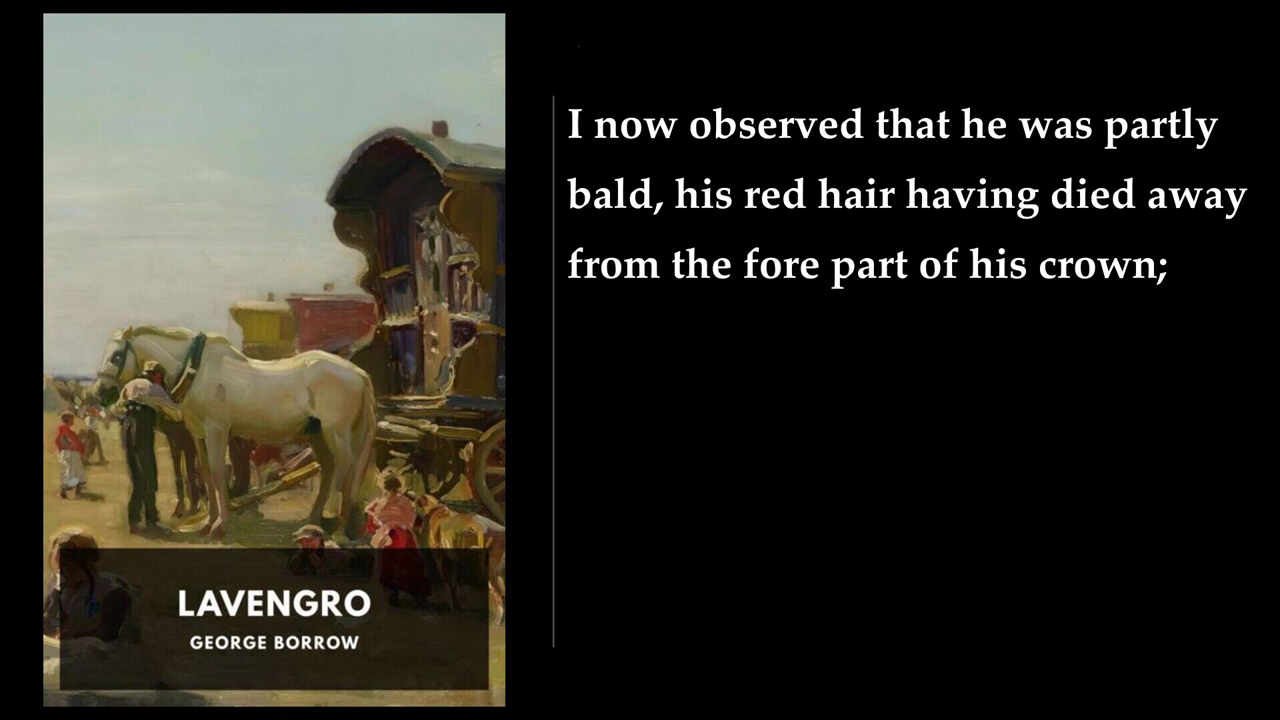 I now observed that he was partly
bald, his red hair having died away
from the fore part of his crown;
LAVENGRO
GEORGE BORROW